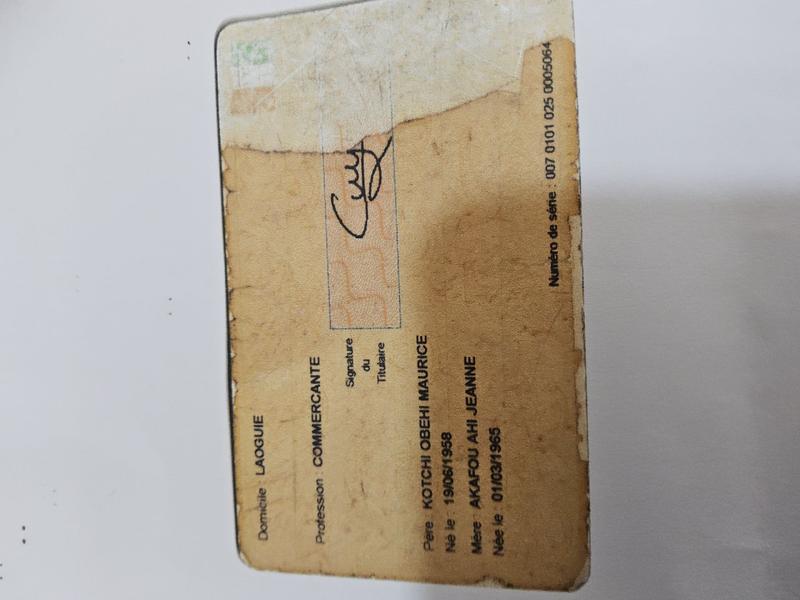 Domicile : LAOGUIE
Profession : COMMERCANTE
Signature
du
Titulaire
Père : KOTCHI OBEHI MAURICE
Né le : 19/06/1958
Mère : AKAFOU AHI JEANNE
Née le : 01/03/1965
Numéro de série : 007 0101 025 0005064